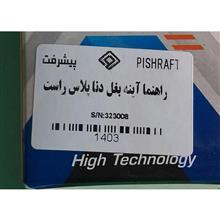 پیشرفت PISHRAFT
راهنما آینه بغل دنا پلاس راست
S/N:323008
1403
High Technology